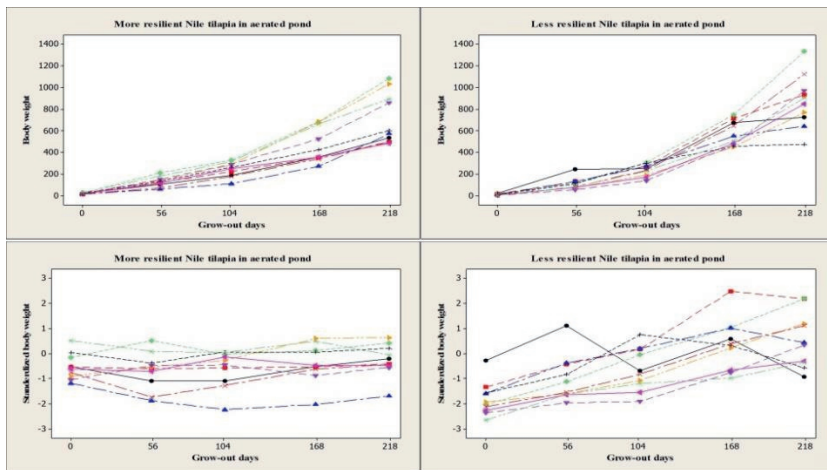 More resilient Nile tilapia in aerated pond
1400
1200
1000
800
600
400
200
0
Body weight
0 56 104 168 218
Grow-out days
Less resilient Nile tilapia in aerated pond
1400
1200
1000
800
600
400
200
0
Body weight
0 56 104 168 218
Grow-out days
More resilient Nile tilapia in aerated pond
3
2
1
0
-1
-2
-3
Standardized body weight
0 56 104 168 218
Grow-out days
Less resilient Nile tilapia in aerated pond
3
2
1
0
-1
-2
-3
Standardized body weight
0 56 104 168 218
Grow-out days